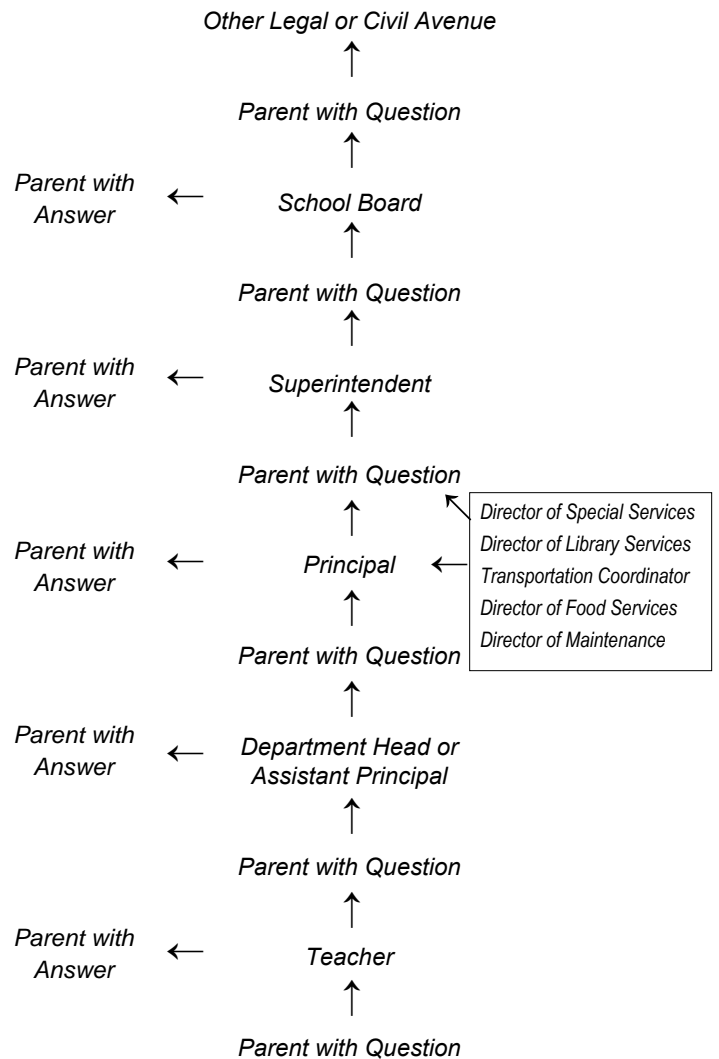 Other Legal or Civil Avenue
Parent with Question
Parent with
Answer
School Board
Parent with Question
Parent with
Answer
Superintendent
Parent with Question
Director of Special Services
Director of Library Services
Transportation Coordinator
Director of Food Services
Director of Maintenance
Parent with
Answer
Principal
Parent with Question
Parent with
Answer
Department Head or
Assistant Principal
Parent with Question
Parent with
Answer
Teacher
Parent with Question